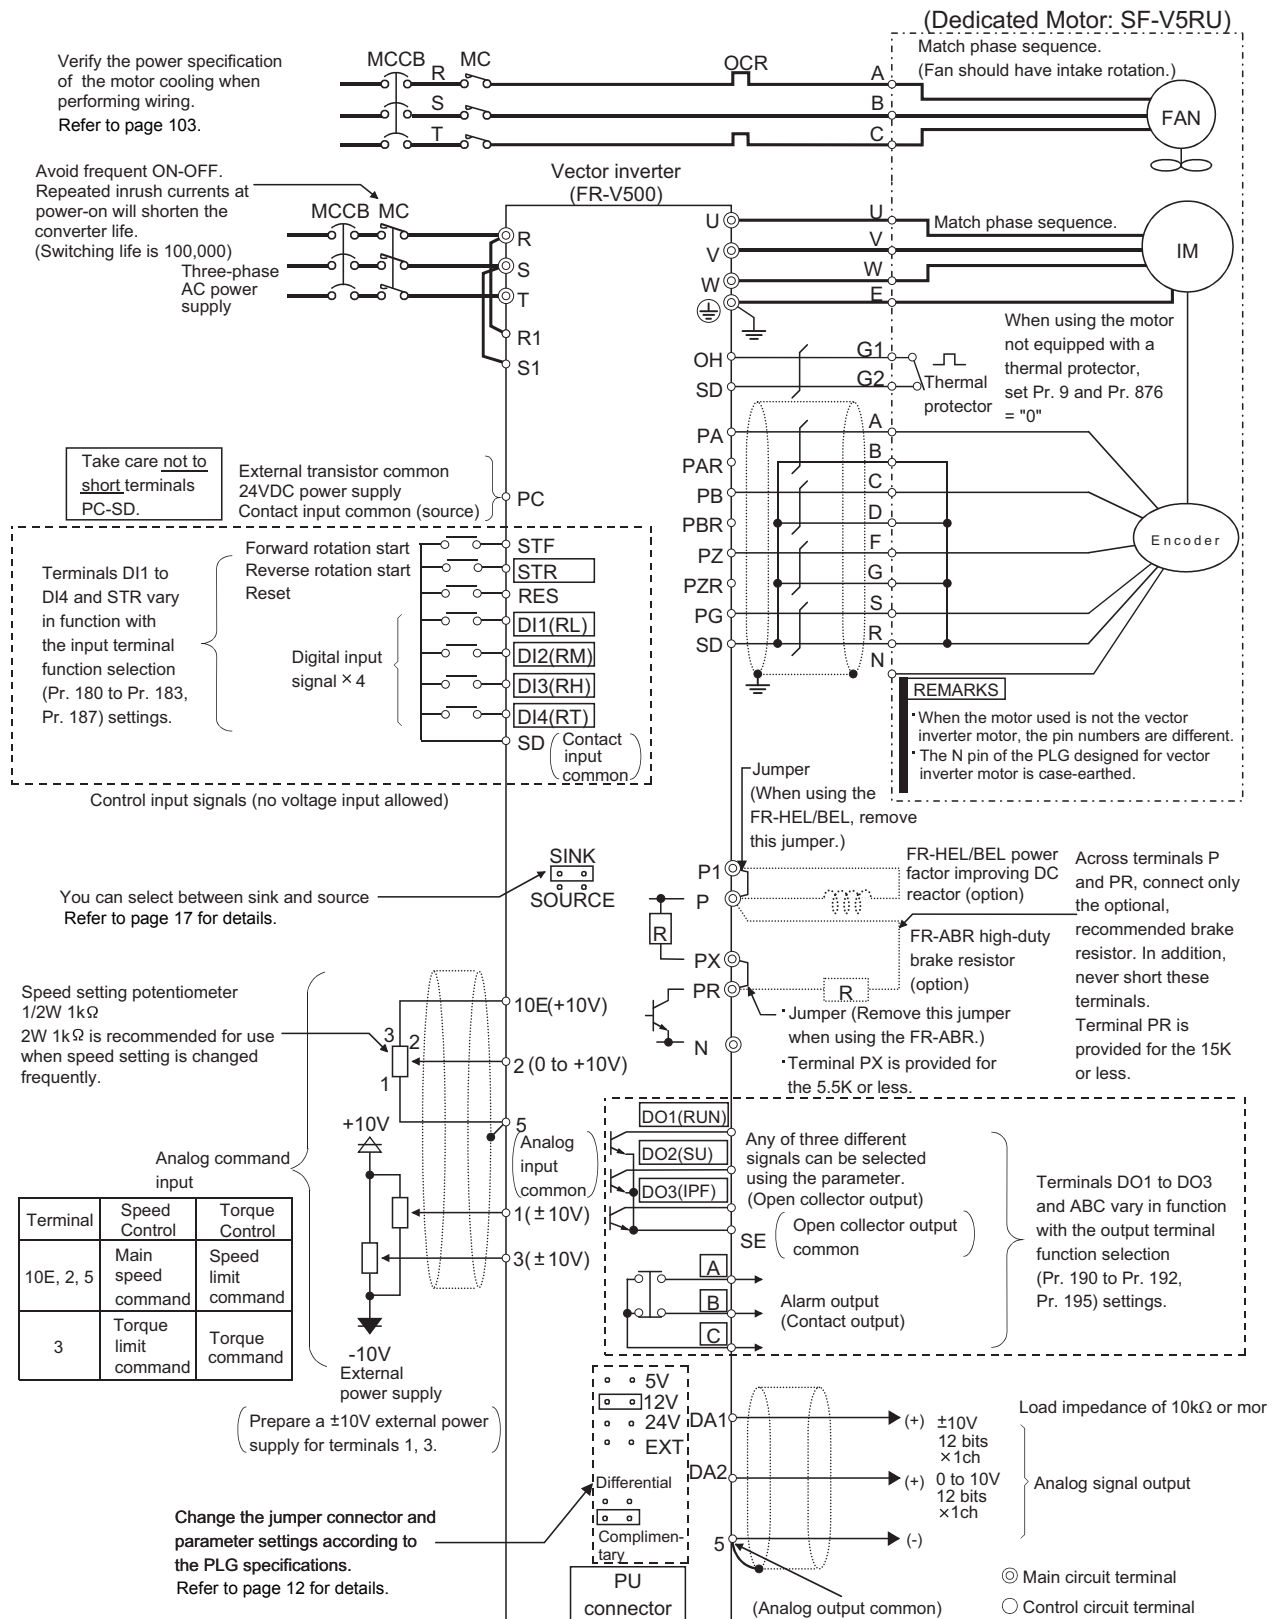 (Dedicated Motor: SF-V5RU)
Verify the power specification
of the motor cooling when
performing wiring.
Refer to page 103.
MCCB
R
MC
S
T
OCR
A
B
C
Match phase sequence.
(Fan should have intake rotation.)
FAN
Avoid frequent ON-OFF.
Repeated inrush currents at
power-on will shorten the
converter life.
(Switching life is 100,000)
MCCB MC
Three-phase
AC power
supply
Vector inverter
(FR-V500)
R
S
T
R1
S1
U
V
W
U
V
W
E
Match phase sequence.
IM
OH
SD
G1
G2
Thermal
protector
When using the motor
not equipped with a
thermal protector,
set Pr. 9 and Pr. 876
= "0"
PA
PAR
PB
PBR
PZ
PZR
PG
SD
A
B
C
D
F
G
S
R
N
Encoder
REMARKS
· When the motor used is not the vector
inverter motor, the pin numbers are different.
· The N pin of the PLG designed for vector
inverter motor is case-earthed.
Take care not to
short terminals
PC-SD.
External transistor common
24VDC power supply
Contact input common (source)
PC
Terminals DI1 to
DI4 and STR vary
in function with
the input terminal
function selection
(Pr. 180 to Pr. 183,
Pr. 187) settings.
Forward rotation start
Reverse rotation start
Reset
Digital input
signal × 4
STF
STR
RES
DI1(RL)
DI2(RM)
DI3(RH)
DI4(RT)
SD
(Contact
input
common)
Control input signals (no voltage input allowed)
SINK
SOURCE
You can select between sink and source
Refer to page 17 for details.
Jumper
(When using the
FR-HEL/BEL, remove
this jumper.)
P1
P
R
PX
PR
N
FR-HEL/BEL power
factor improving DC
reactor (option)
FR-ABR high-duty
brake resistor
(option)
R
· Jumper (Remove this jumper
when using the FR-ABR.)
· Terminal PX is provided for
the 5.5K or less.
Across terminals P
and PR, connect only
the optional,
recommended brake
resistor. In addition,
never short these
terminals.
Terminal PR is
provided for the 15K
or less.
Speed setting potentiometer
1/2W 1kΩ
2W 1kΩ is recommended for use
when speed setting is changed
frequently.
3
2
1
10E(+10V)
2 (0 to +10V)
5
(Analog
input
common)
1(±10V)
3(±10V)
+10V
-10V
External
power supply
(Prepare a ±10V external power
supply for terminals 1, 3.)
Analog command
input
Terminal
Speed
Control
Torque
Control
10E, 2, 5
Main
speed
command
Speed
limit
command
3
Torque
limit
command
Torque
command
DO1(RUN)
DO2(SU)
DO3(IPF)
Any of three different
signals can be selected
using the parameter.
(Open collector output)
SE
(Open collector output
common)
A
B
C
Alarm output
(Contact output)
Terminals DO1 to DO3
and ABC vary in function
with the output terminal
function selection
(Pr. 190 to Pr. 192,
Pr. 195) settings.
5V
12V
24V
EXT
Differential
Complimen-
tary
Change the jumper connector and
parameter settings according to
the PLG specifications.
Refer to page 12 for details.
PU
connector
DA1
DA2
5
(+) ±10V
12 bits
×1ch
(+) 0 to 10V
12 bits
×1ch
(-)
Load impedance of 10kΩ or mor
Analog signal output
(Analog output common)
Main circuit terminal
Control circuit terminal